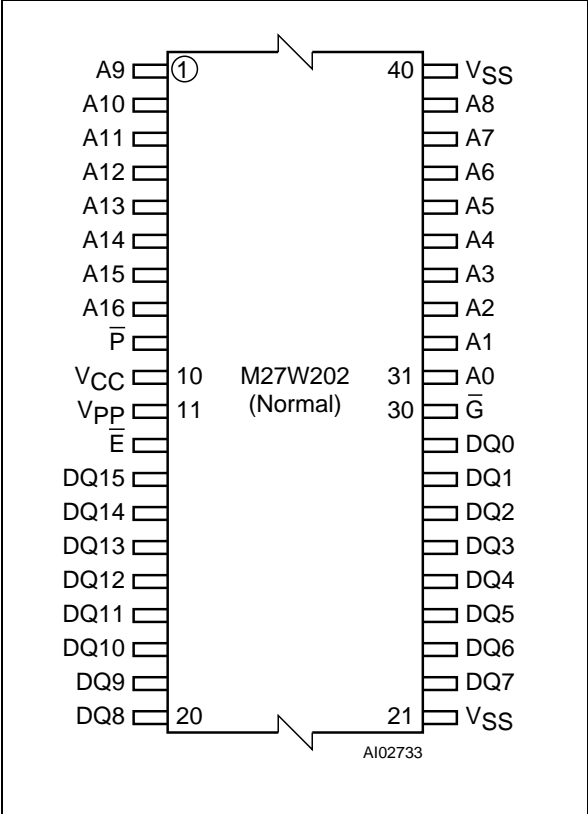 A9 ① 40 VSS
A10 A8
A11 A7
A12 A6
A13 A5
A14 A4
A15 A3
A16 A2
P̅ A1
VCC 10 M27W202 31 A0
VPP 11 (Normal) 30 G̅
E̅ DQ0
DQ15 DQ1
DQ14 DQ2
DQ13 DQ3
DQ12 DQ4
DQ11 DQ5
DQ10 DQ6
DQ9 DQ7
DQ8 20 21 VSS
AI02733